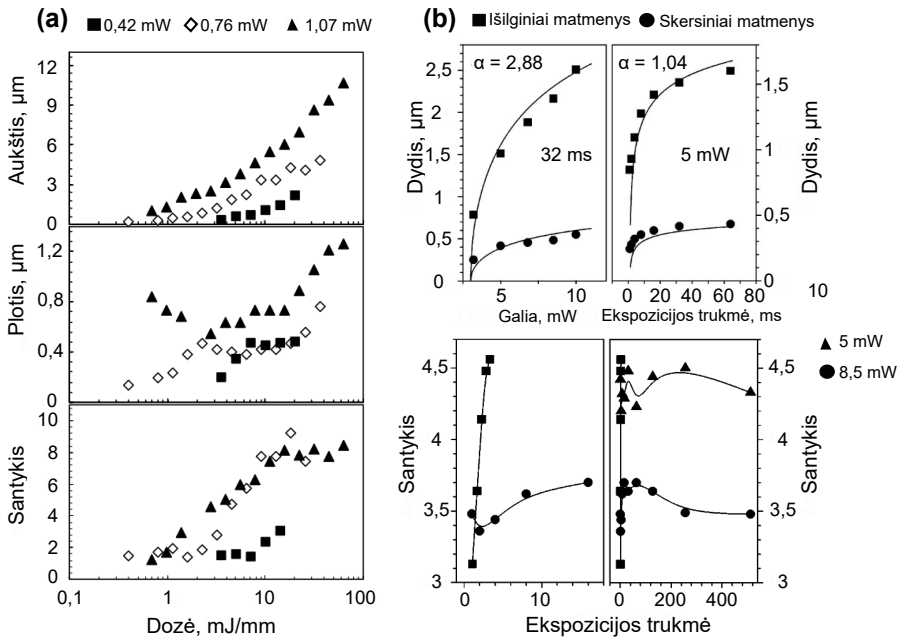 (a)
0,42 mW 0,76 mW 1,07 mW
12
9
6
3
0
Aukštis, µm
1,2
0,8
0,4
0
Plotis, µm
10
8
6
4
2
0
Santykis
0,1 1 10 100
Dozė, mJ/mm
(b)
Išilginiai matmenys Skersiniai matmenys
2,5
2
1,5
1
0,5
0
Dydis, µm
α = 2,88
32 ms
5 10
Galia, mW
α = 1,04
5 mW
0 20 40 60 80
Ekspozicijos trukmė, ms
1,5
1
0,5
0
Dydis, µm
10
5 mW
8,5 mW
4,5
4
3,5
3
Santykis
0 10
0 200 400
4,5
4
3,5
3
Santykis
Ekspozicijos trukmė